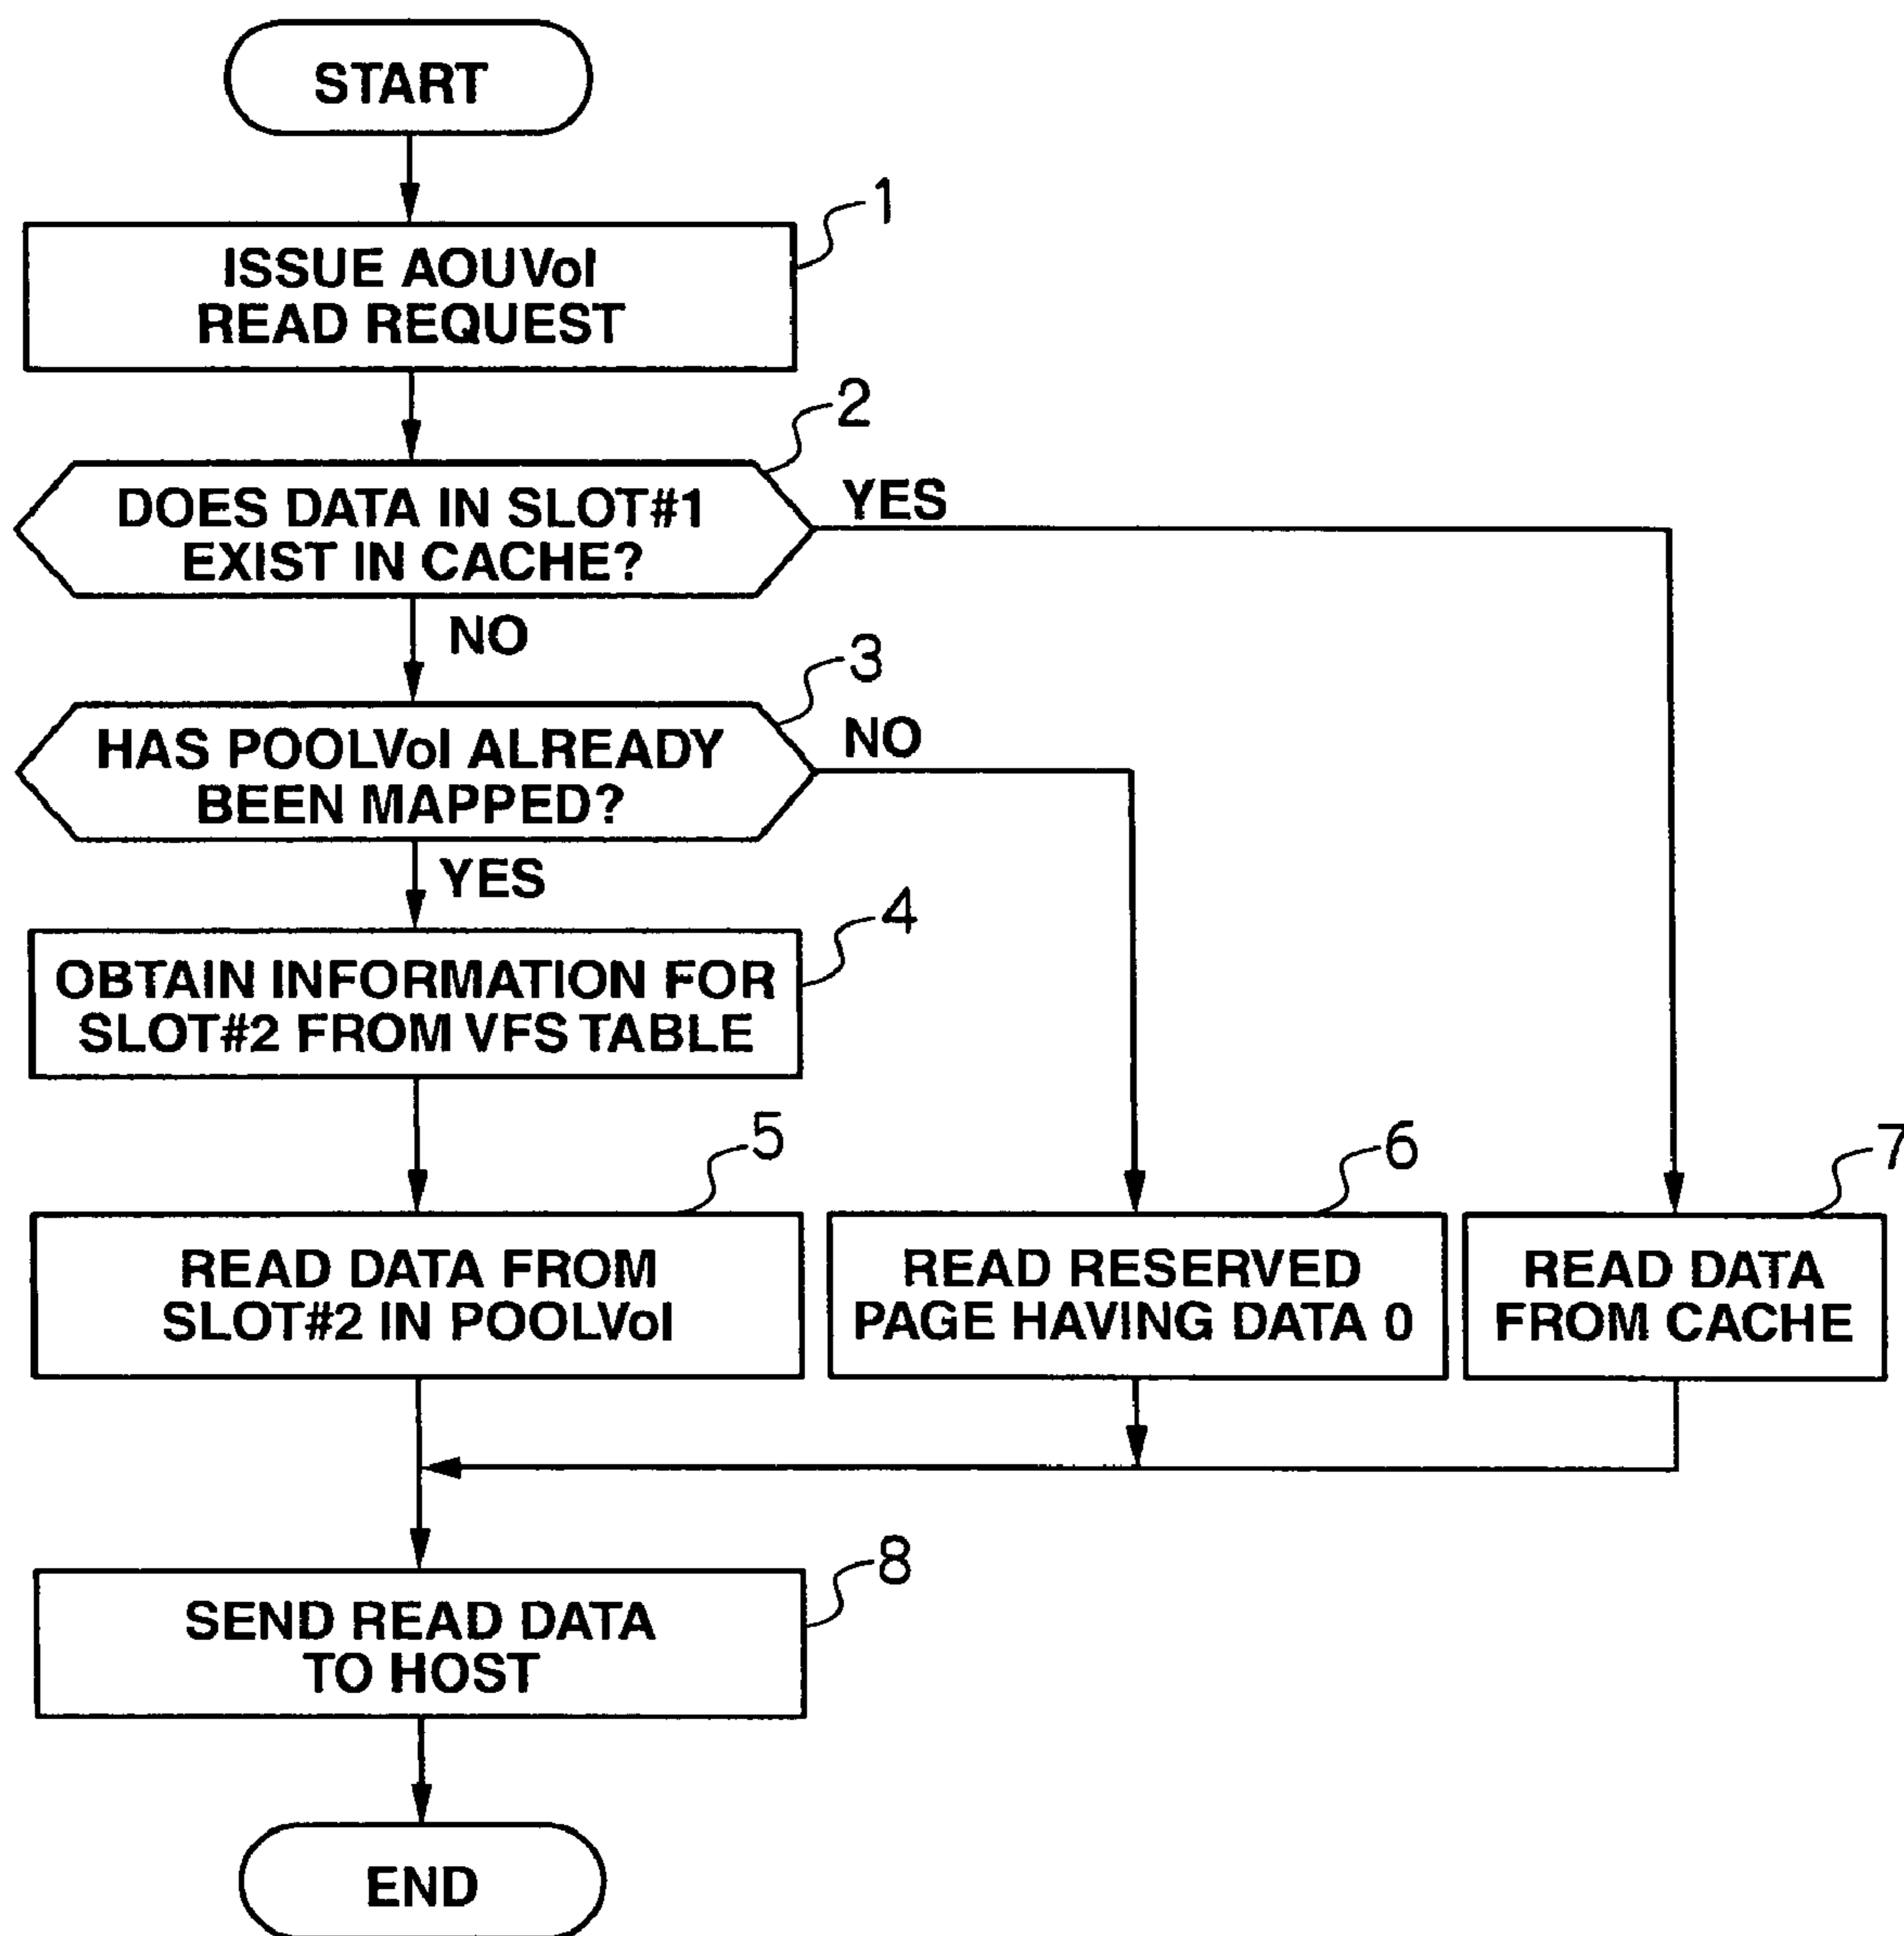 START
1
ISSUE AOUVol
READ REQUEST
2
DOES DATA IN SLOT#1
EXIST IN CACHE?
YES
NO
3
HAS POOLVol ALREADY
BEEN MAPPED?
NO
YES
4
OBTAIN INFORMATION FOR
SLOT#2 FROM VFS TABLE
5
READ DATA FROM
SLOT#2 IN POOLVol
6
READ RESERVED
PAGE HAVING DATA 0
7
READ DATA
FROM CACHE
8
SEND READ DATA
TO HOST
END